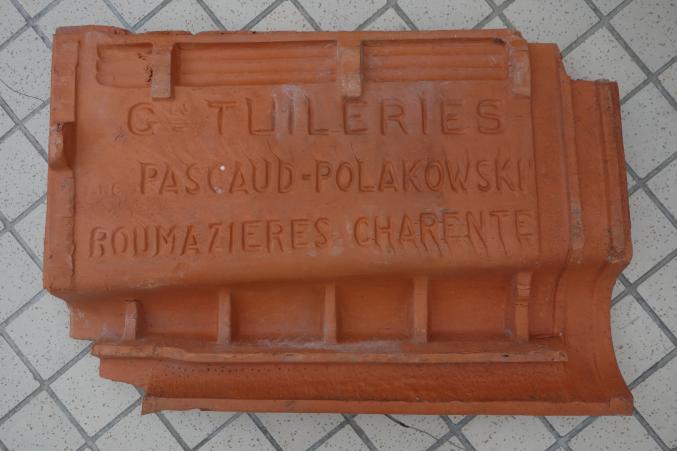 Gdes TUILERIES
PASCAUD-POLAKOWSKI
ROUMAZIERES-CHARENTE